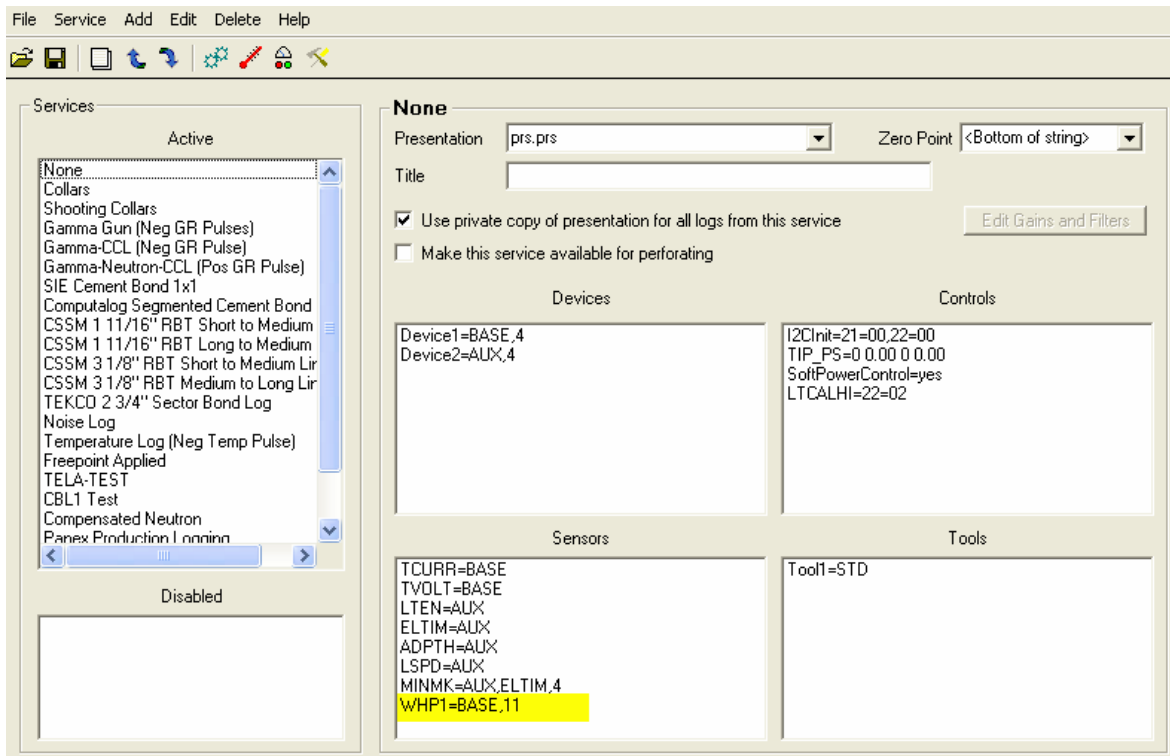 File Service Add Edit Delete Help
Services
Active
None
Collars
Shooting Collars
Gamma Gun (Neg GR Pulses)
Gamma-CCL (Neg GR Pulse)
Gamma-Neutron-CCL (Pos GR Pulse)
SIE Cement Bond 1x1
Computalog Segmented Cement Bond
CSSM 1 11/16" RBT Short to Medium
CSSM 1 11/16" RBT Long to Medium
CSSM 3 1/8" RBT Short to Medium Lir
CSSM 3 1/8" RBT Medium to Long Lir
TEKCO 2 3/4" Sector Bond Log
Noise Log
Temperature Log (Neg Temp Pulse)
Freepoint Applied
TELA-TEST
CBL1 Test
Compensated Neutron
Panex Production Logging
Disabled
None
Presentation prs.prs Zero Point <Bottom of string>
Title
Use private copy of presentation for all logs from this service Edit Gains and Filters
Make this service available for perforating
Devices
Device1=BASE,4
Device2=AUX,4
Controls
I2CInit=21=00,22=00
TIP_PS=0 0.00 0 0.00
SoftPowerControl=yes
LTCALHI=22=02
Sensors
TCURR=BASE
TVOLT=BASE
LTEN=AUX
ELTIM=AUX
ADPTH=AUX
LSPD=AUX
MINMK=AUX,ELTIM,4
WHP1=BASE,11
Tools
Tool1=STD